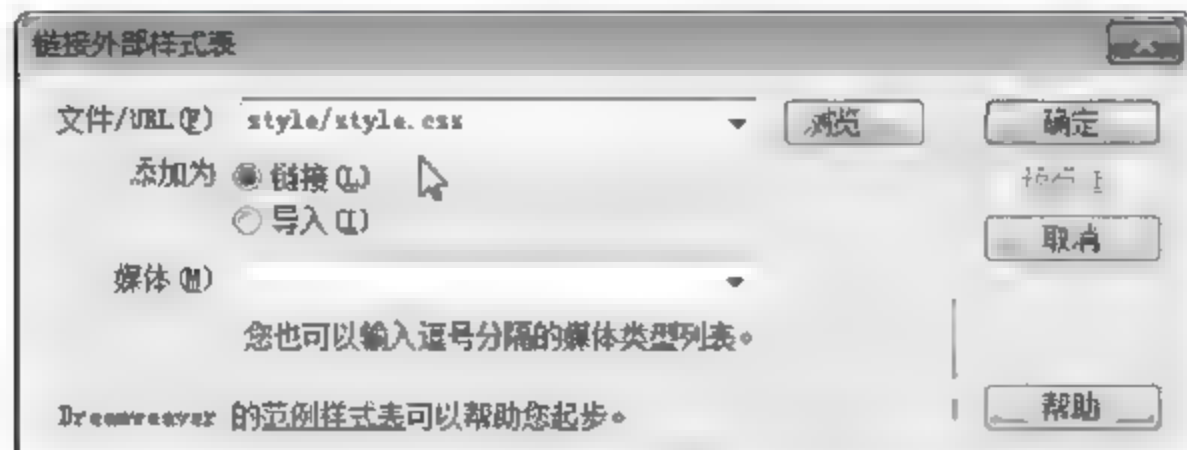 链接外部样式表
文件/URL(F) style/style.css 浏览 确定
添加为 链接(L)
导入(I)
取消
媒体(M)
您也可以输入逗号分隔的媒体类型列表。
Dreamweaver 的范例样式表可以帮助您起步。 帮助